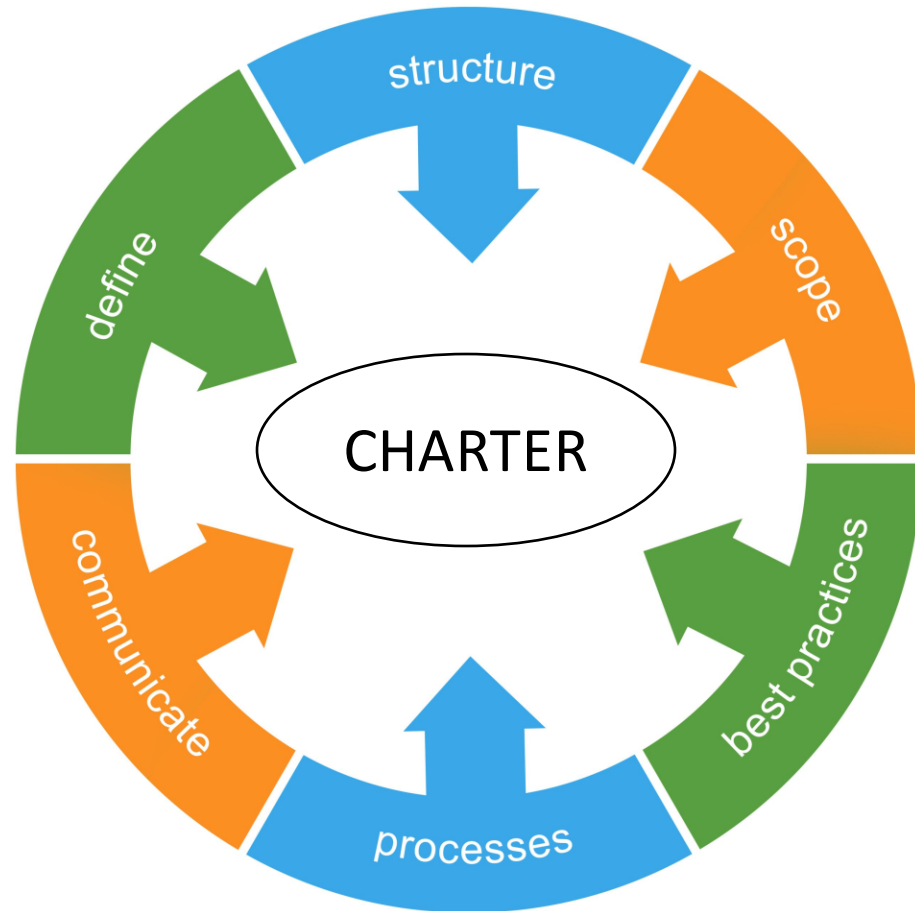 structure
scope
best practices
processes
communicate
define
CHARTER